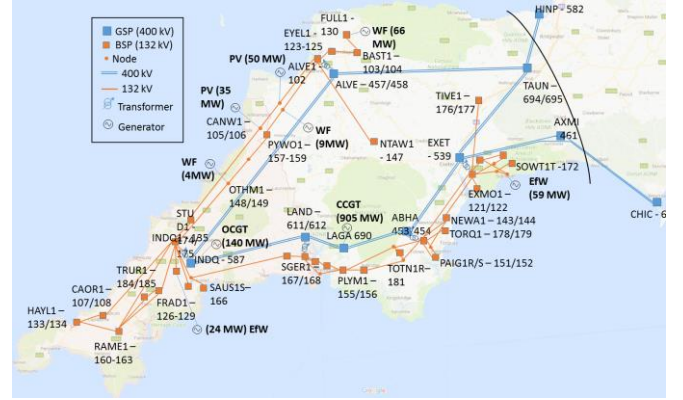 GSP (400 kV)
BSP (132 kV)
Node
400 kV
132 kV
Transformer
Generator
FULL1 -
130
WF (66
MW)
EYEL1 -
123-125
PV (50 MW)
ALVE1 -
102
BAST1 –
103/104
ALVE – 457/458
HINP - 582
TAUN –
694/695
PV (35
MW)
CANW1 –
105/106
TIVE1 –
176/177
AXMI
461
WF
(9MW)
PYWO1 –
157-159
NTAW1
- 147
EXET
- 539
SOWT1T -172
WF
(4MW)
EfW
(59 MW)
OTHM1 –
148/149
EXMO1 –
121/122
CHIC - 6
STU
D1 -
174/
175
INDQ1 - 135
OCGT
(140 MW)
LAND –
611/612
CCGT
(905 MW)
LAGA 690
ABHA
453/454
NEWA1 - 143/144
TORQ1 – 178/179
PAIG1R/S – 151/152
INDQ - 587
TRUR1 –
184/185
SGER1 –
167/168
TOTN1R–
181
CAOR1 –
107/108
SAUS1S –
166
PLYM1 –
155/156
HAYL1 –
133/134
FRAD1 –
126-129
(24 MW) EfW
RAME1 –
160-163